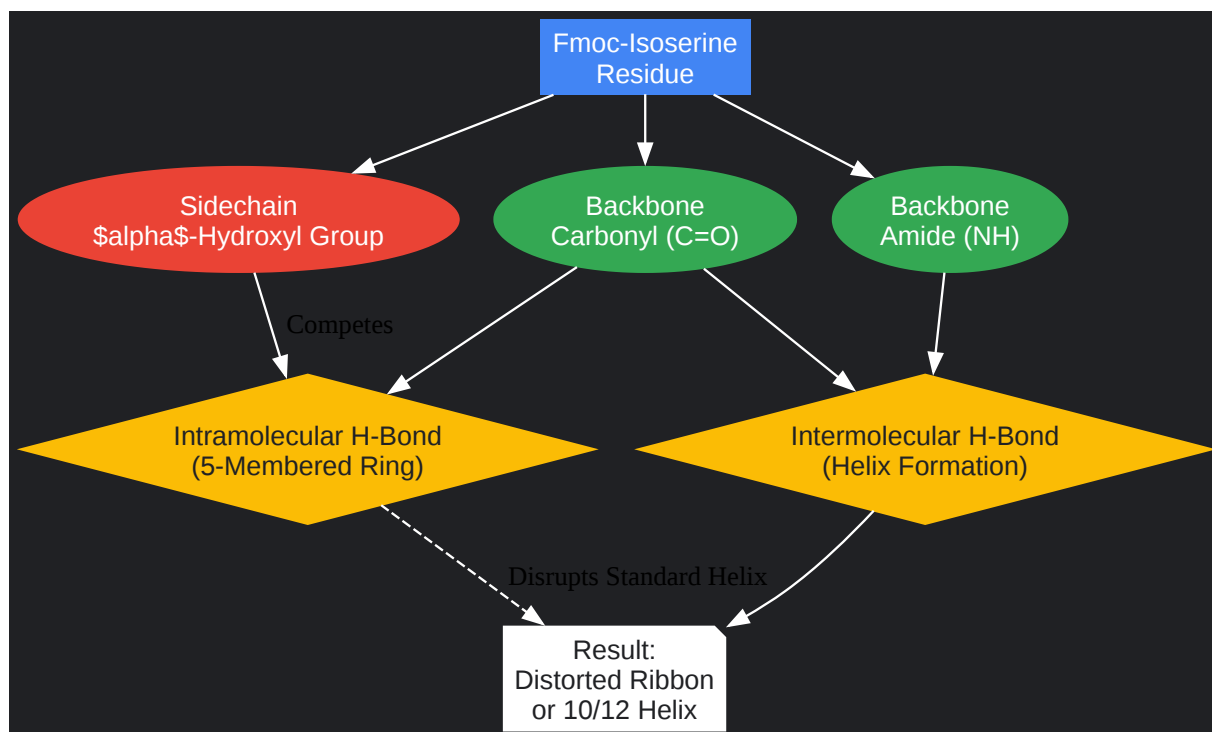 Fmoc-Isoserine
Residue
Sidechain
$alpha$-Hydroxyl Group
Backbone
Carbonyl (C=O)
Backbone
Amide (NH)
Competes
Intramolecular H-Bond
(5-Membered Ring)
Intermolecular H-Bond
(Helix Formation)
Disrupts Standard Helix
Result:
Distorted Ribbon
or 10/12 Helix